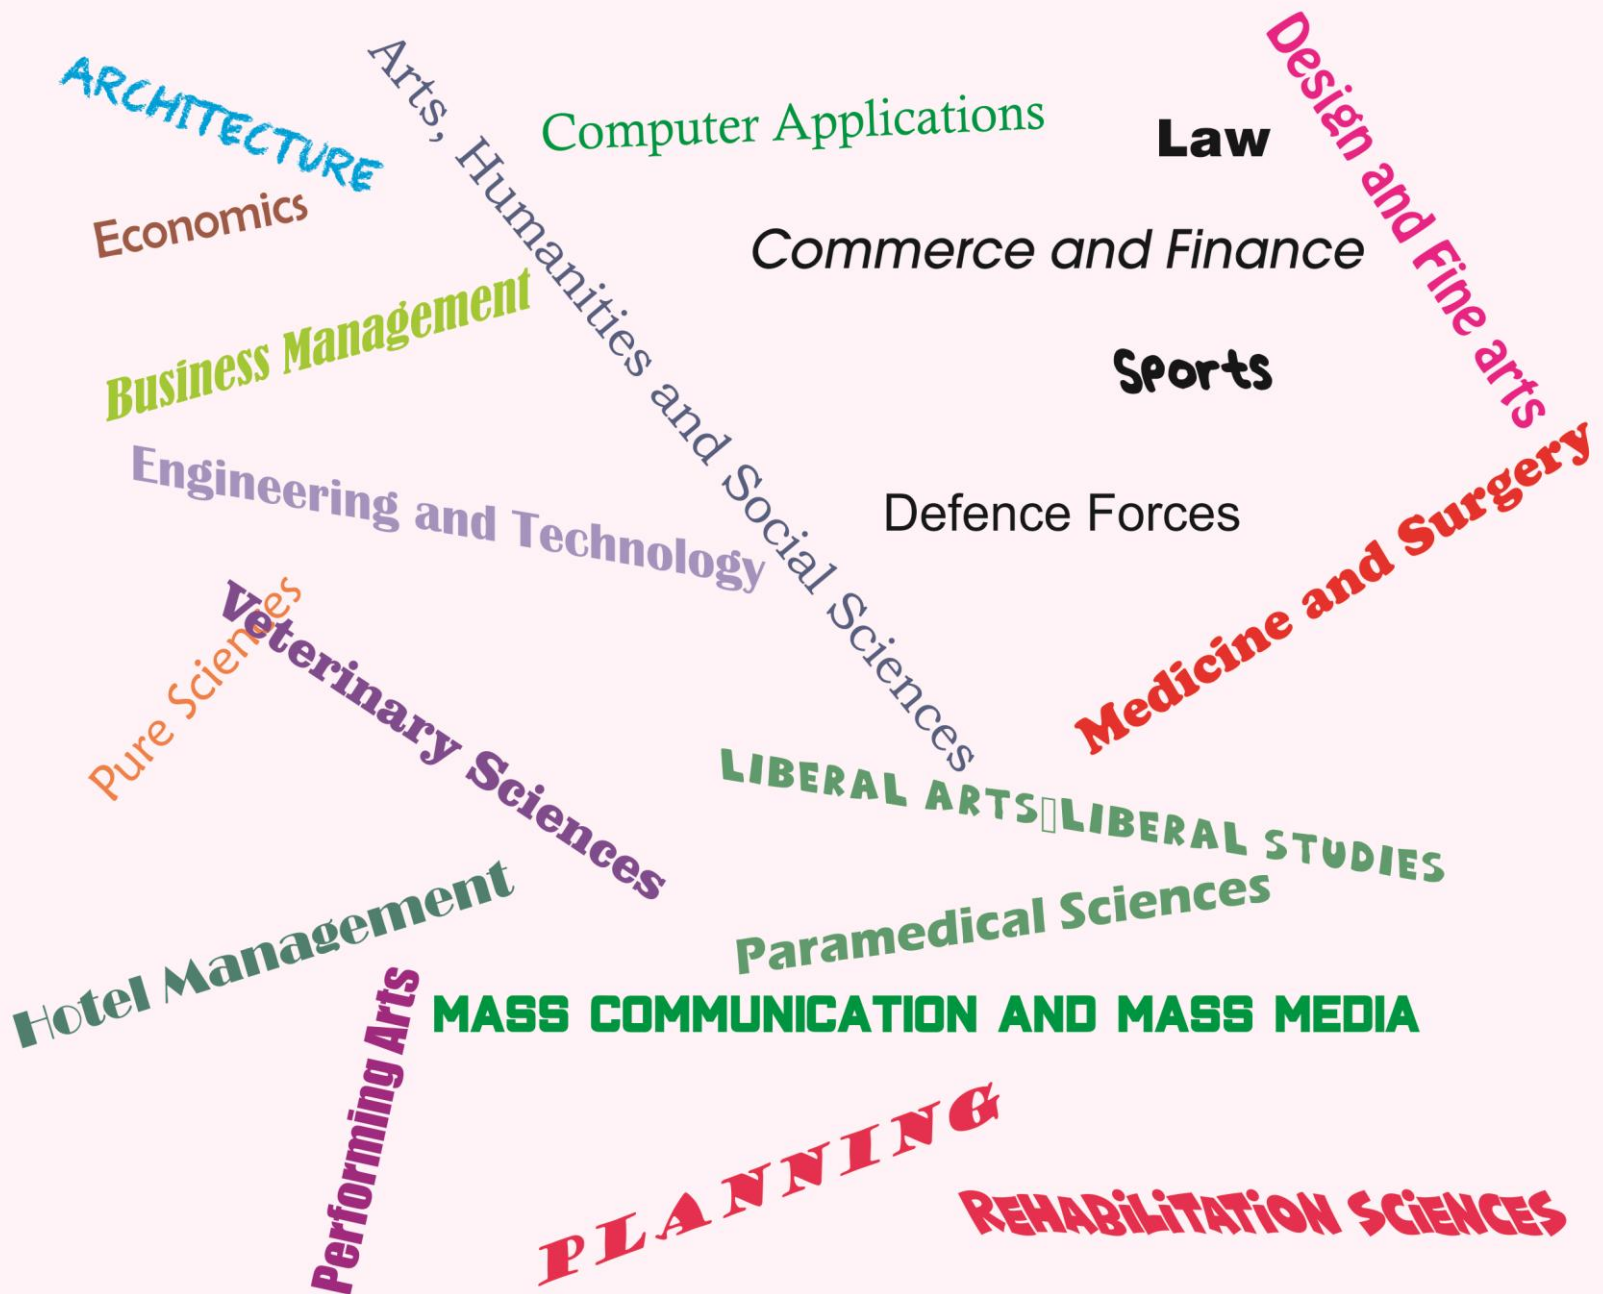 ARCHITECTURE
Arts, Humanities and Social Sciences
Computer Applications
Law
Design and Fine arts
Economics
Commerce and Finance
Business Management
Sports
Engineering and Technology
Defence Forces
Medicine and Surgery
Pure Sciences
Veterinary Sciences
LIBERAL ARTS▯LIBERAL STUDIES
Paramedical Sciences
Hotel Management
MASS COMMUNICATION AND MASS MEDIA
Performing Arts
PLANNING
REHABiLiTATiON SCiENCES